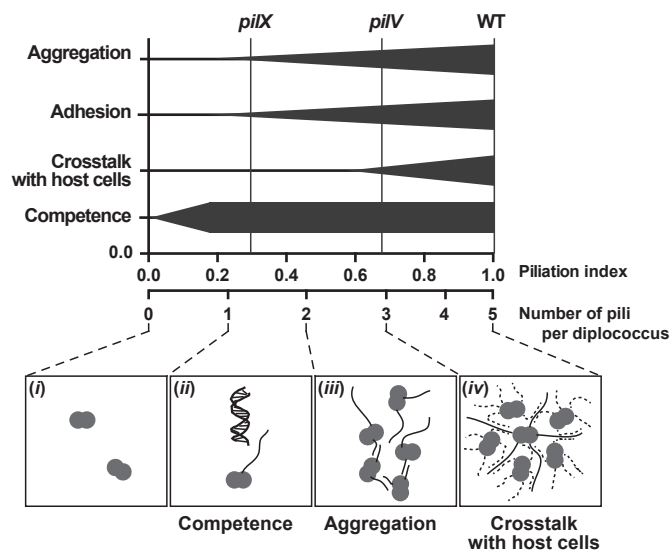 pilX pilV WT
Aggregation
Adhesion
Crosstalk
with host cells
Competence
0.0
0.0 0.2 0.4 0.6 0.8 1.0 Piliation index
0 1 2 3 4 5 Number of pili
per diplococcus
(i) (ii) (iii) (iv)
Competence Aggregation Crosstalk
with host cells